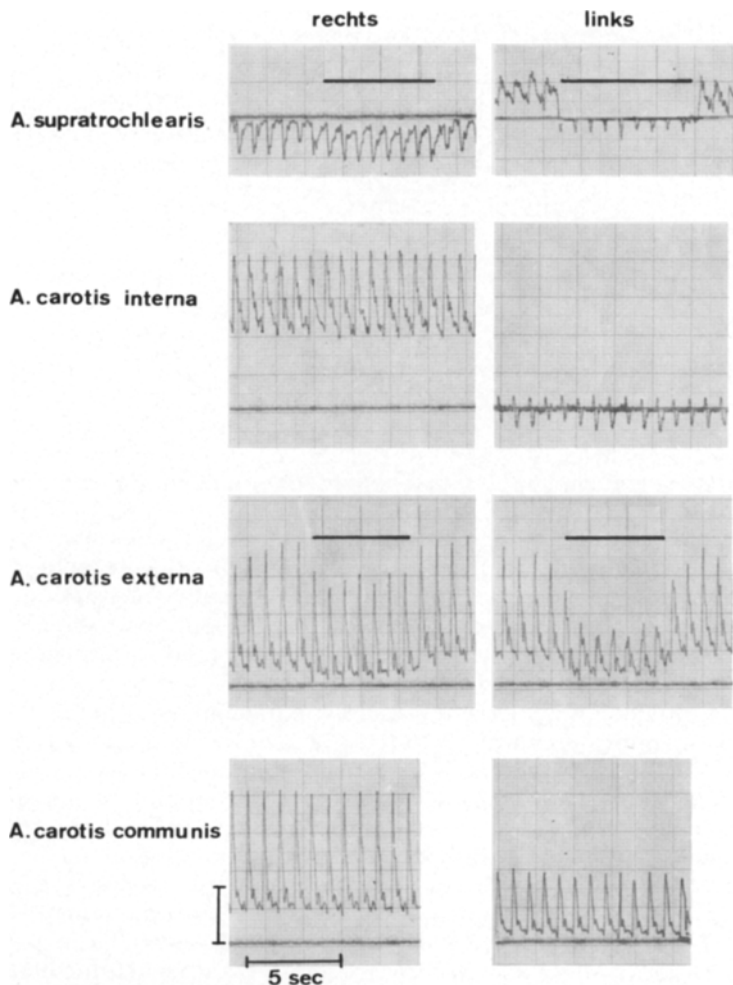 rechts links
A. supratrochlearis
A. carotis interna
A. carotis externa
A. carotis communis
5 sec